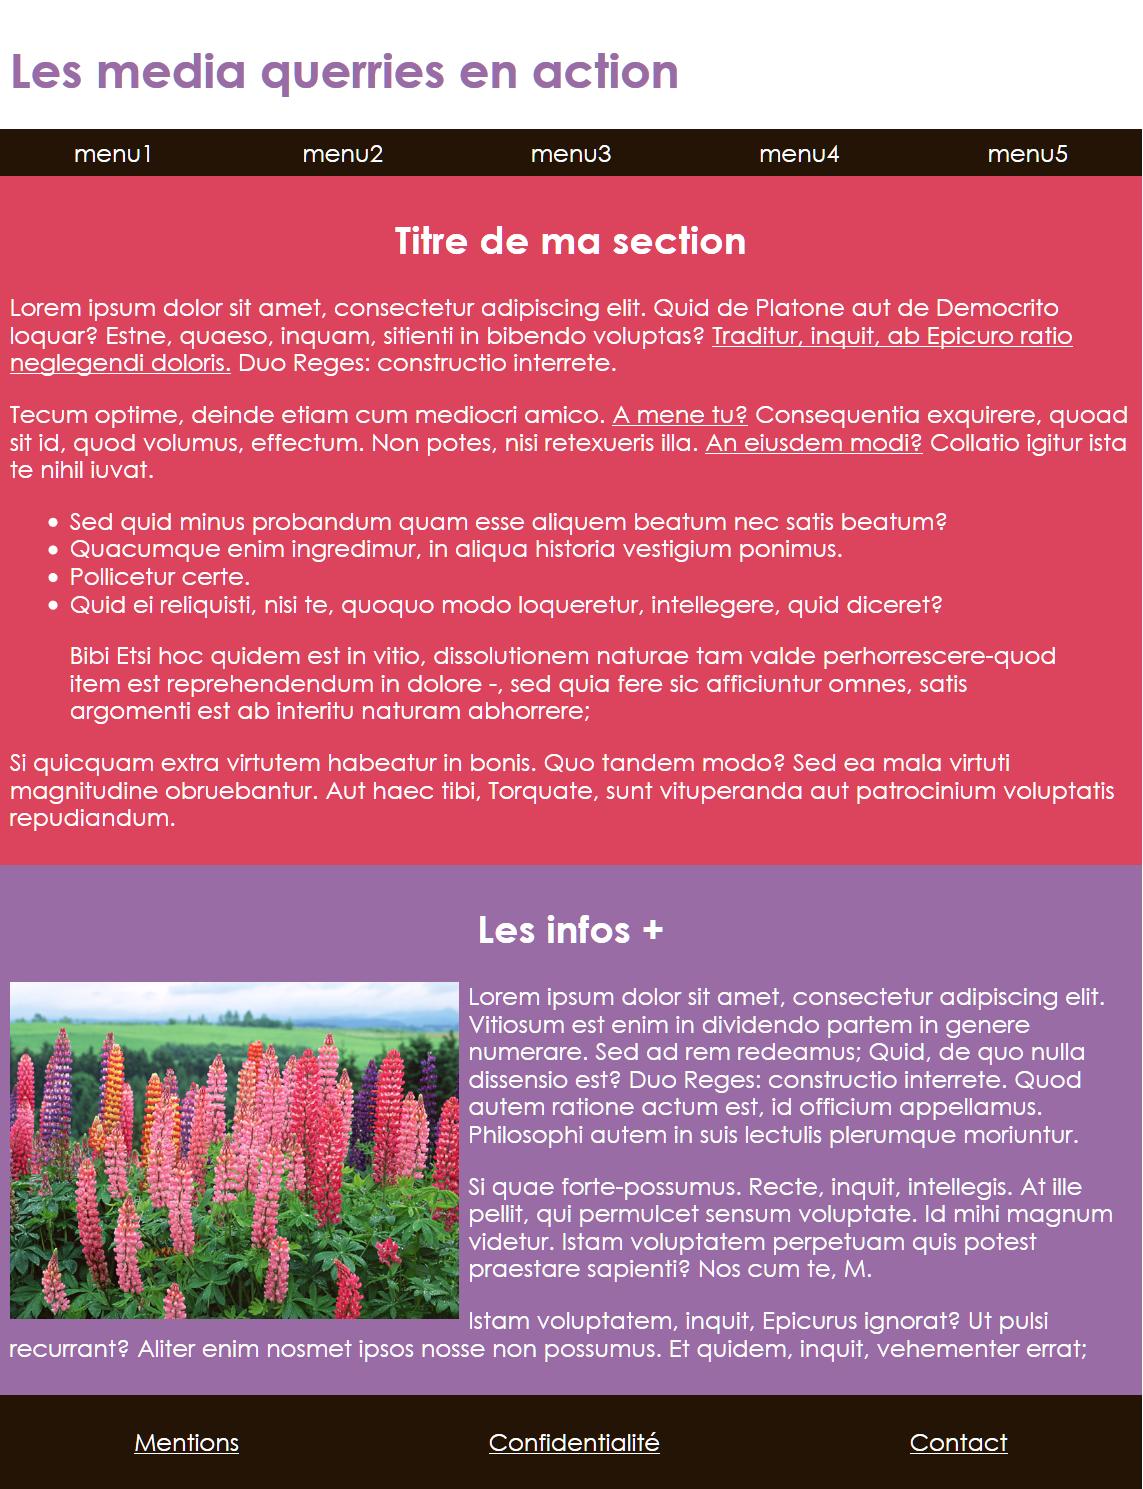 Les media querries en action
menu1 menu2 menu3 menu4 menu5
Titre de ma section
Lorem ipsum dolor sit amet, consectetur adipiscing elit. Quid de Platone aut de Democrito
loquar? Estne, quaeso, inquam, sitienti in bibendo voluptas? Traditur, inquit, ab Epicuro ratio
neglegendi doloris. Duo Reges: constructio interrete.
Tecum optime, deinde etiam cum mediocri amico. A mene tu? Consequentia exquirere, quoad
sit id, quod volumus, effectum. Non potes, nisi retexueris illa. An eiusdem modi? Collatio igitur ista
te nihil iuvat.
• Sed quid minus probandum quam esse aliquem beatum nec satis beatum?
• Quacumque enim ingredimur, in aliqua historia vestigium ponimus.
• Pollicetur certe.
• Quid ei reliquisti, nisi te, quoquo modo loqueretur, intellegere, quid diceret?
Bibi Etsi hoc quidem est in vitio, dissolutionem naturae tam valde perhorrescere-quod
item est reprehendendum in dolore -, sed quia fere sic afficiuntur omnes, satis
argomenti est ab interitu naturam abhorrere;
Si quicquam extra virtutem habeatur in bonis. Quo tandem modo? Sed ea mala virtuti
magnitudine obruebantur. Aut haec tibi, Torquate, sunt vituperanda aut patrocinium voluptatis
repudiandum.
Les infos +
Lorem ipsum dolor sit amet, consectetur adipiscing elit.
Vitiosum est enim in dividendo partem in genere
numerare. Sed ad rem redeamus; Quid, de quo nulla
dissensio est? Duo Reges: constructio interrete. Quod
autem ratione actum est, id officium appellamus.
Philosophi autem in suis lectulis plerumque moriuntur.
Si quae forte-possumus. Recte, inquit, intellegis. At ille
pellit, qui permulcet sensum voluptate. Id mihi magnum
videtur. Istam voluptatem perpetuam quis potest
praestare sapienti? Nos cum te, M.
Istam voluptatem, inquit, Epicurus ignorat? Ut pulsi
recurrant? Aliter enim nosmet ipsos nosse non possumus. Et quidem, inquit, vehementer errat;
Mentions Confidentialité Contact